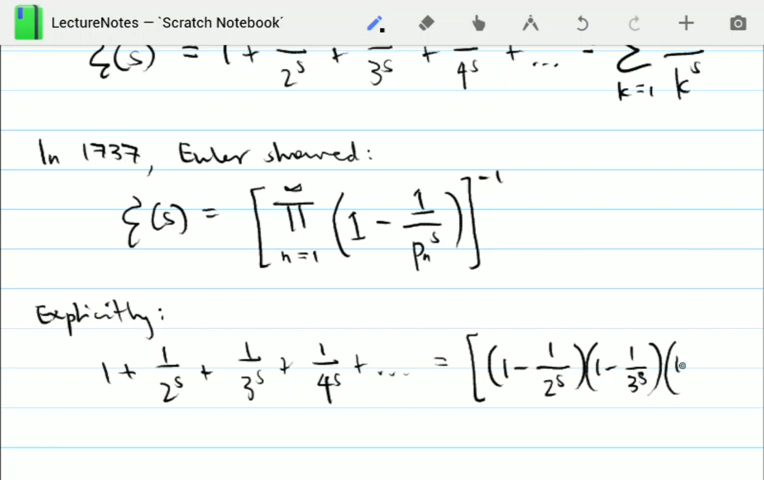 LectureNotes — `Scratch Notebook´
ξ(s) = 1 + 1/2^s + 1/3^s + 1/4^s + ... = Σ_{k=1} 1/k^s
In 1737, Euler showed:
ξ(s) = [∏_{n=1}^∞ (1 - 1/p_n^s)]^{-1}
Explicitly:
1 + 1/2^s + 1/3^s + 1/4^s + ... = [(1 - 1/2^s)(1 - 1/3^s)(1